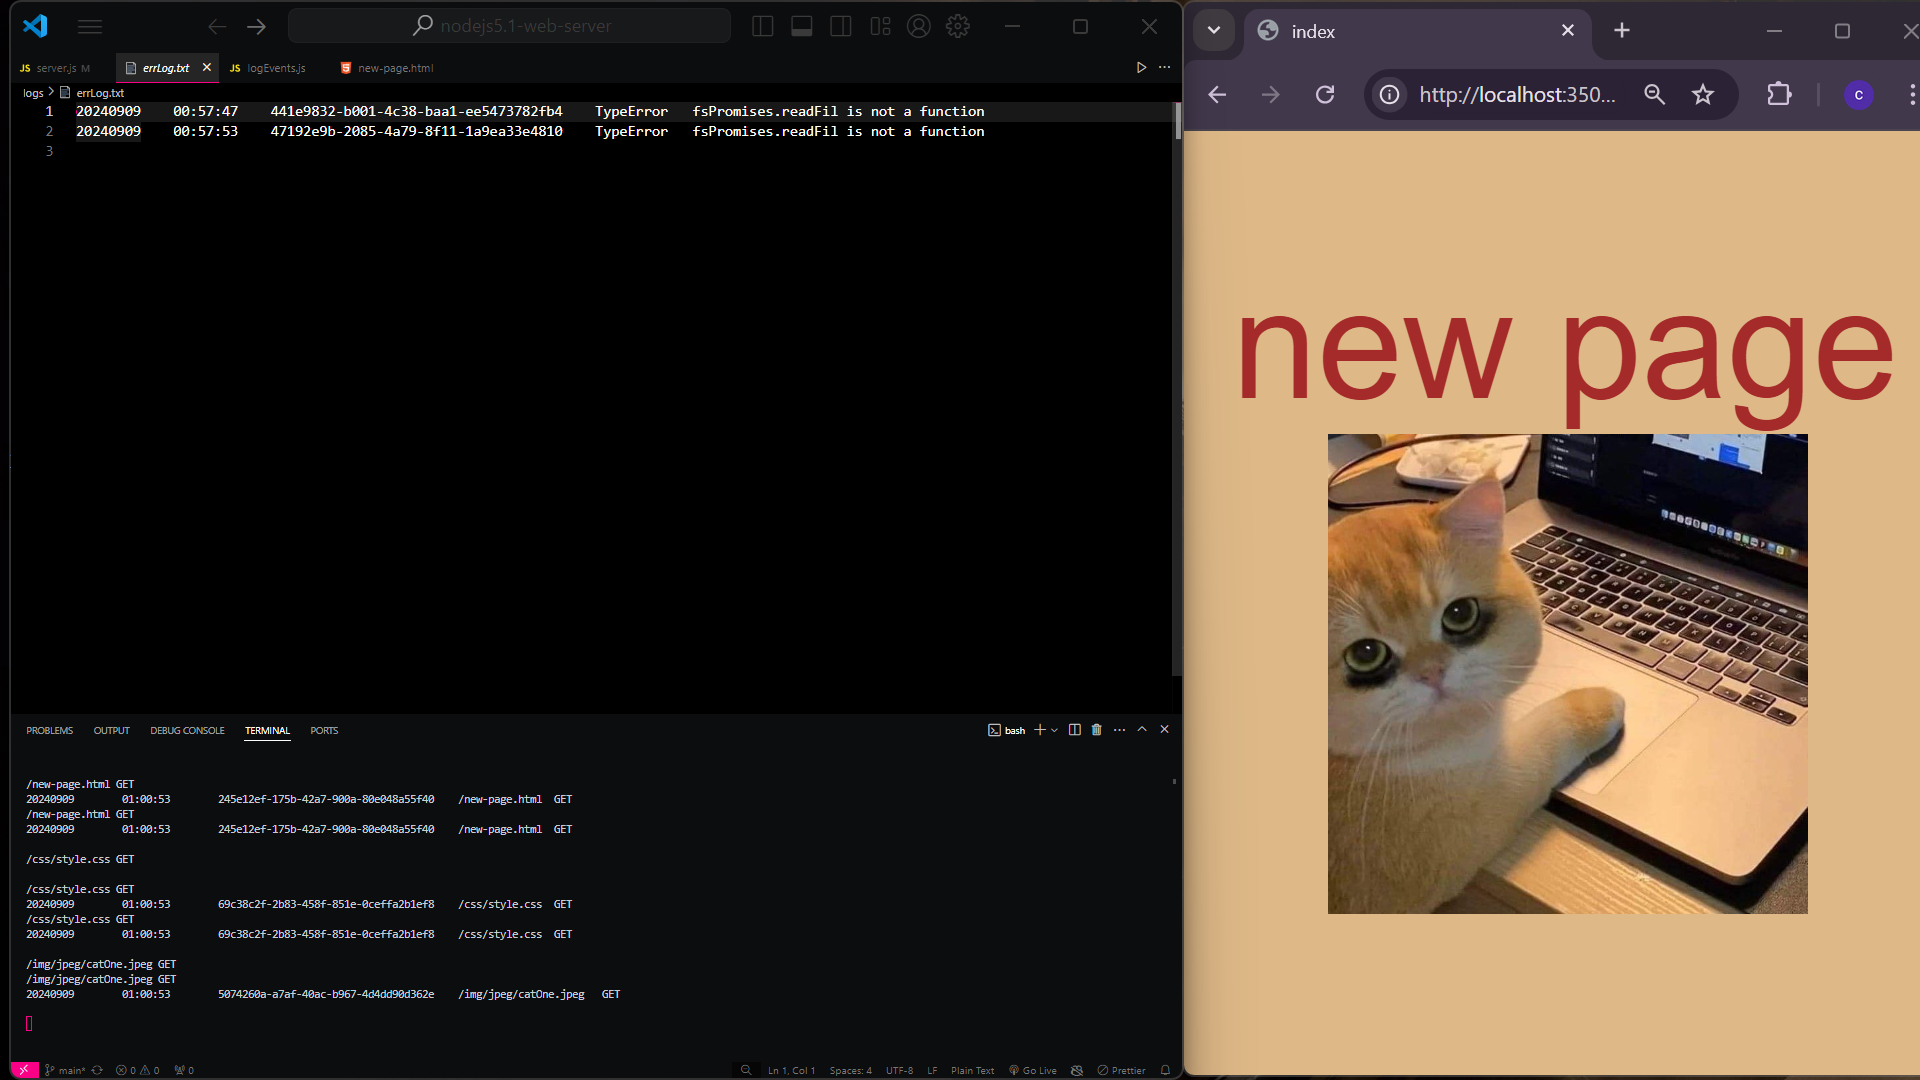 nodejs5.1-web-server
JS server.js M
errLog.txt
JS logEvents.js
new-page.html
logs > errLog.txt
1 20240909 00:57:47 441e9832-b001-4c38-baa1-ee5473782fb4 TypeError fsPromises.readFil is not a function
2 20240909 00:57:53 47192e9b-2085-4a79-8f11-1a9ea33e4810 TypeError fsPromises.readFil is not a function
3
PROBLEMS OUTPUT DEBUG CONSOLE TERMINAL PORTS
bash
/new-page.html GET
20240909 01:00:53 245e12ef-175b-42a7-900a-80e048a55f40 /new-page.html GET
/new-page.html GET
20240909 01:00:53 245e12ef-175b-42a7-900a-80e048a55f40 /new-page.html GET
/css/style.css GET
/css/style.css GET
20240909 01:00:53 69c38c2f-2b83-458f-851e-0ceffa2b1ef8 /css/style.css GET
/css/style.css GET
20240909 01:00:53 69c38c2f-2b83-458f-851e-0ceffa2b1ef8 /css/style.css GET
/img/jpeg/catOne.jpeg GET
/img/jpeg/catOne.jpeg GET
20240909 01:00:53 5074260a-a7af-40ac-b967-4d4dd90d362e /img/jpeg/catOne.jpeg GET
main* 0 0 0
Ln 1, Col 1 Spaces: 4 UTF-8 LF Plain Text Go Live Prettier
index
http://localhost:350...
c
new page